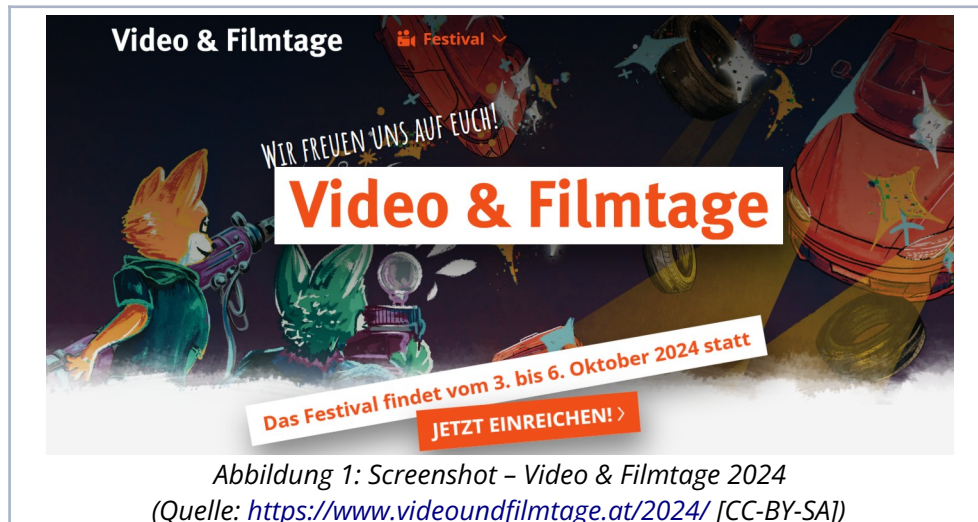 Video & Filmtage
Festival
WIR FREUEN UNS AUF EUCH!
Video & Filmtage
Das Festival findet vom 3. bis 6. Oktober 2024 statt
JETZT EINREICHEN! >
Abbildung 1: Screenshot – Video & Filmtage 2024
(Quelle: https://www.videoundfilmtage.at/2024/ [CC-BY-SA])